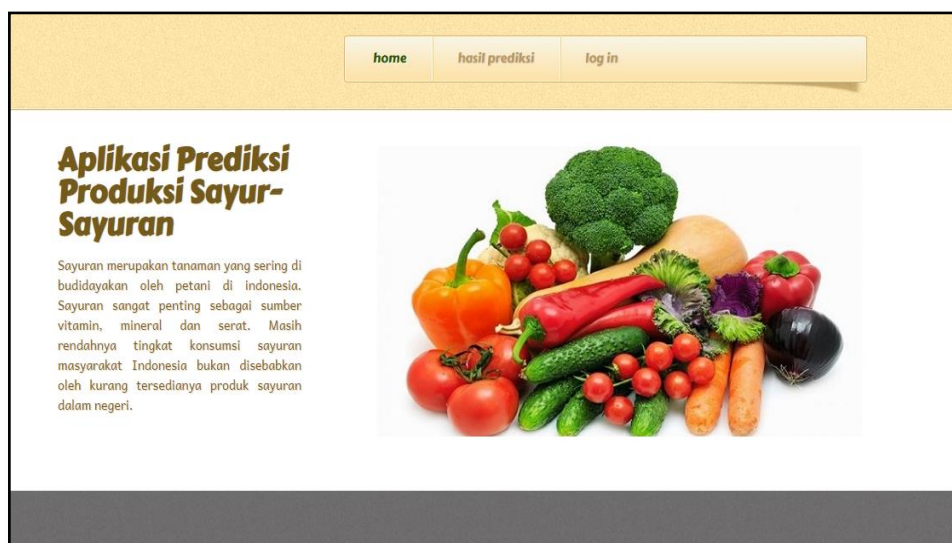 home hasil prediksi log in
Aplikasi Prediksi
Produksi Sayur-
Sayuran
Sayuran merupakan tanaman yang sering di
budidayakan oleh petani di indonesia.
Sayuran sangat penting sebagai sumber
vitamin, mineral dan serat. Masih
rendahnya tingkat konsumsi sayuran
masyarakat Indonesia bukan disebabkan
oleh kurang tersedianya produk sayuran
dalam negeri.